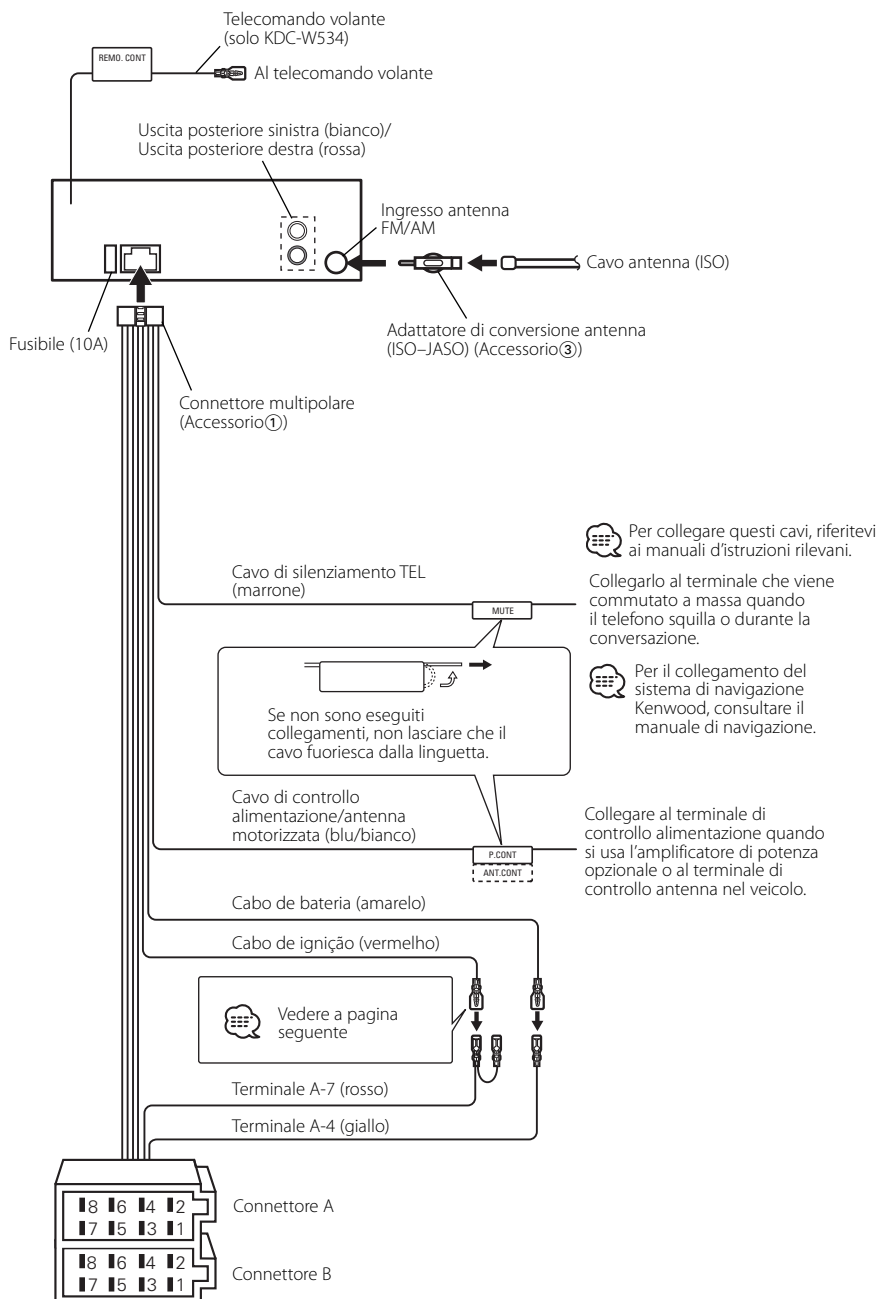 Telecomando volante
(solo KDC-W534)
REMO. CONT
Al telecomando volante
Uscita posteriore sinistra (bianco)/
Uscita posteriore destra (rossa)
Ingresso antenna
FM/AM
Cavo antenna (ISO)
Fusibile (10A)
Adattatore di conversione antenna
(ISO–JASO) (Accessorio③)
Connettore multipolare
(Accessorio①)
Per collegare questi cavi, riferitevi
ai manuali d'istruzioni rilevani.
Cavo di silenziamento TEL
(marrone)
MUTE
Collegarlo al terminale che viene
commutato a massa quando
il telefono squilla o durante la
conversazione.
Per il collegamento del
sistema di navigazione
Kenwood, consultare il
manuale di navigazione.
Se non sono eseguiti
collegamenti, non lasciare che il
cavo fuoriesca dalla linguetta.
Cavo di controllo
alimentazione/antenna
motorizzata (blu/bianco)
P.CONT
ANT.CONT
Collegare al terminale di
controllo alimentazione quando
si usa l'amplificatore di potenza
opzionale o al terminale di
controllo antenna nel veicolo.
Cabo de bateria (amarelo)
Cabo de ignição (vermelho)
Vedere a pagina
seguente
Terminale A-7 (rosso)
Terminale A-4 (giallo)
8 6 4 2
7 5 3 1
Connettore A
8 6 4 2
7 5 3 1
Connettore B